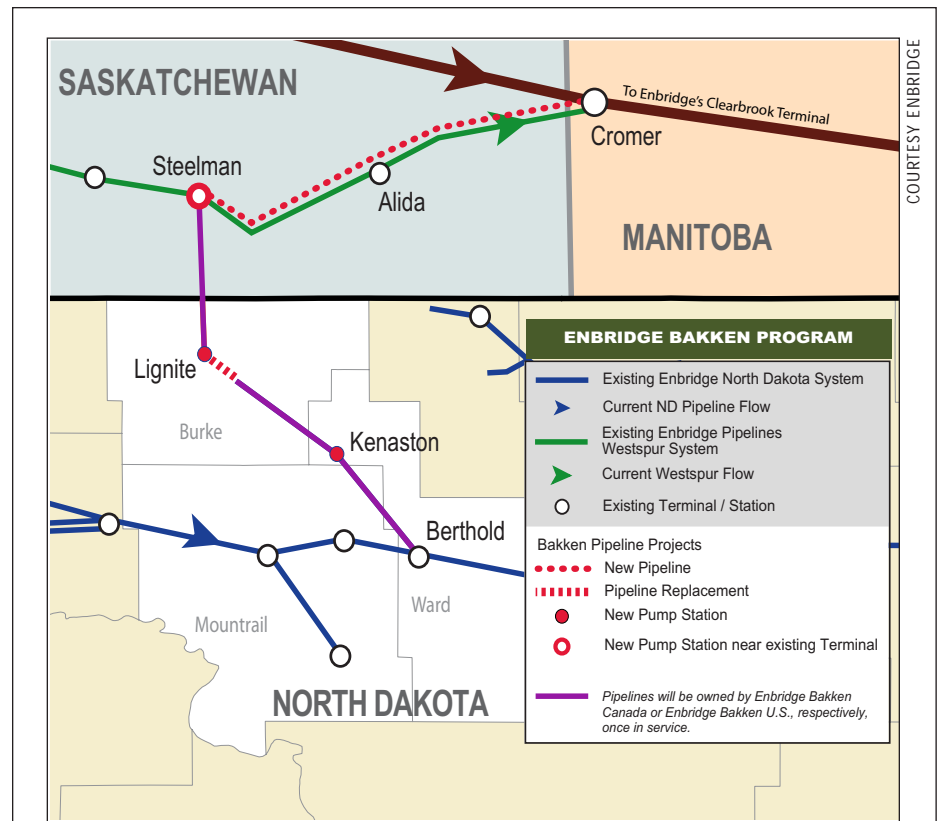 COURTESY ENBRIDGE
SASKATCHEWAN
To Enbridge's Clearbrook Terminal
Cromer
Steelman
Alida
MANITOBA
ENBRIDGE BAKKEN PROGRAM
Existing Enbridge North Dakota System
Current ND Pipeline Flow
Existing Enbridge Pipelines
Westspur System
Current Westspur Flow
Existing Terminal / Station
Bakken Pipeline Projects
New Pipeline
Pipeline Replacement
New Pump Station
New Pump Station near existing Terminal
Pipelines will be owned by Enbridge Bakken
Canada or Enbridge Bakken U.S., respectively,
once in service.
Lignite
Burke
Kenaston
Berthold
Ward
Mountrail
NORTH DAKOTA